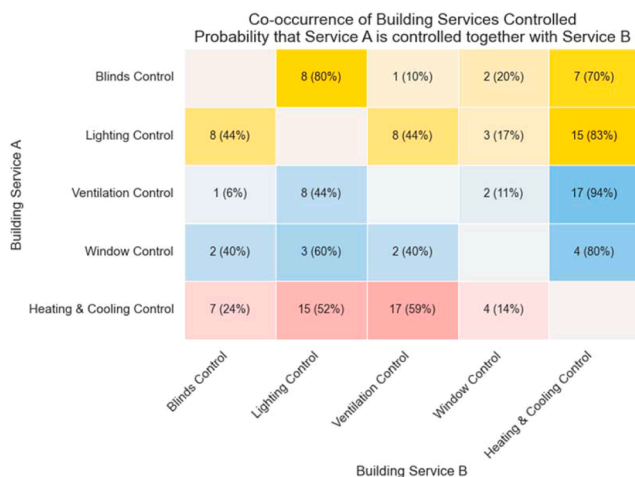 Co-occurrence of Building Services Controlled
Probability that Service A is controlled together with Service B
Blinds Control 8 (80%) 1 (10%) 2 (20%) 7 (70%)
Lighting Control 8 (44%) 8 (44%) 3 (17%) 15 (83%)
Ventilation Control 1 (6%) 8 (44%) 2 (11%) 17 (94%)
Window Control 2 (40%) 3 (60%) 2 (40%) 4 (80%)
Heating & Cooling Control 7 (24%) 15 (52%) 17 (59%) 4 (14%)
Building Service A
Blinds Control
Lighting Control
Ventilation Control
Window Control
Heating & Cooling Control
Building Service B